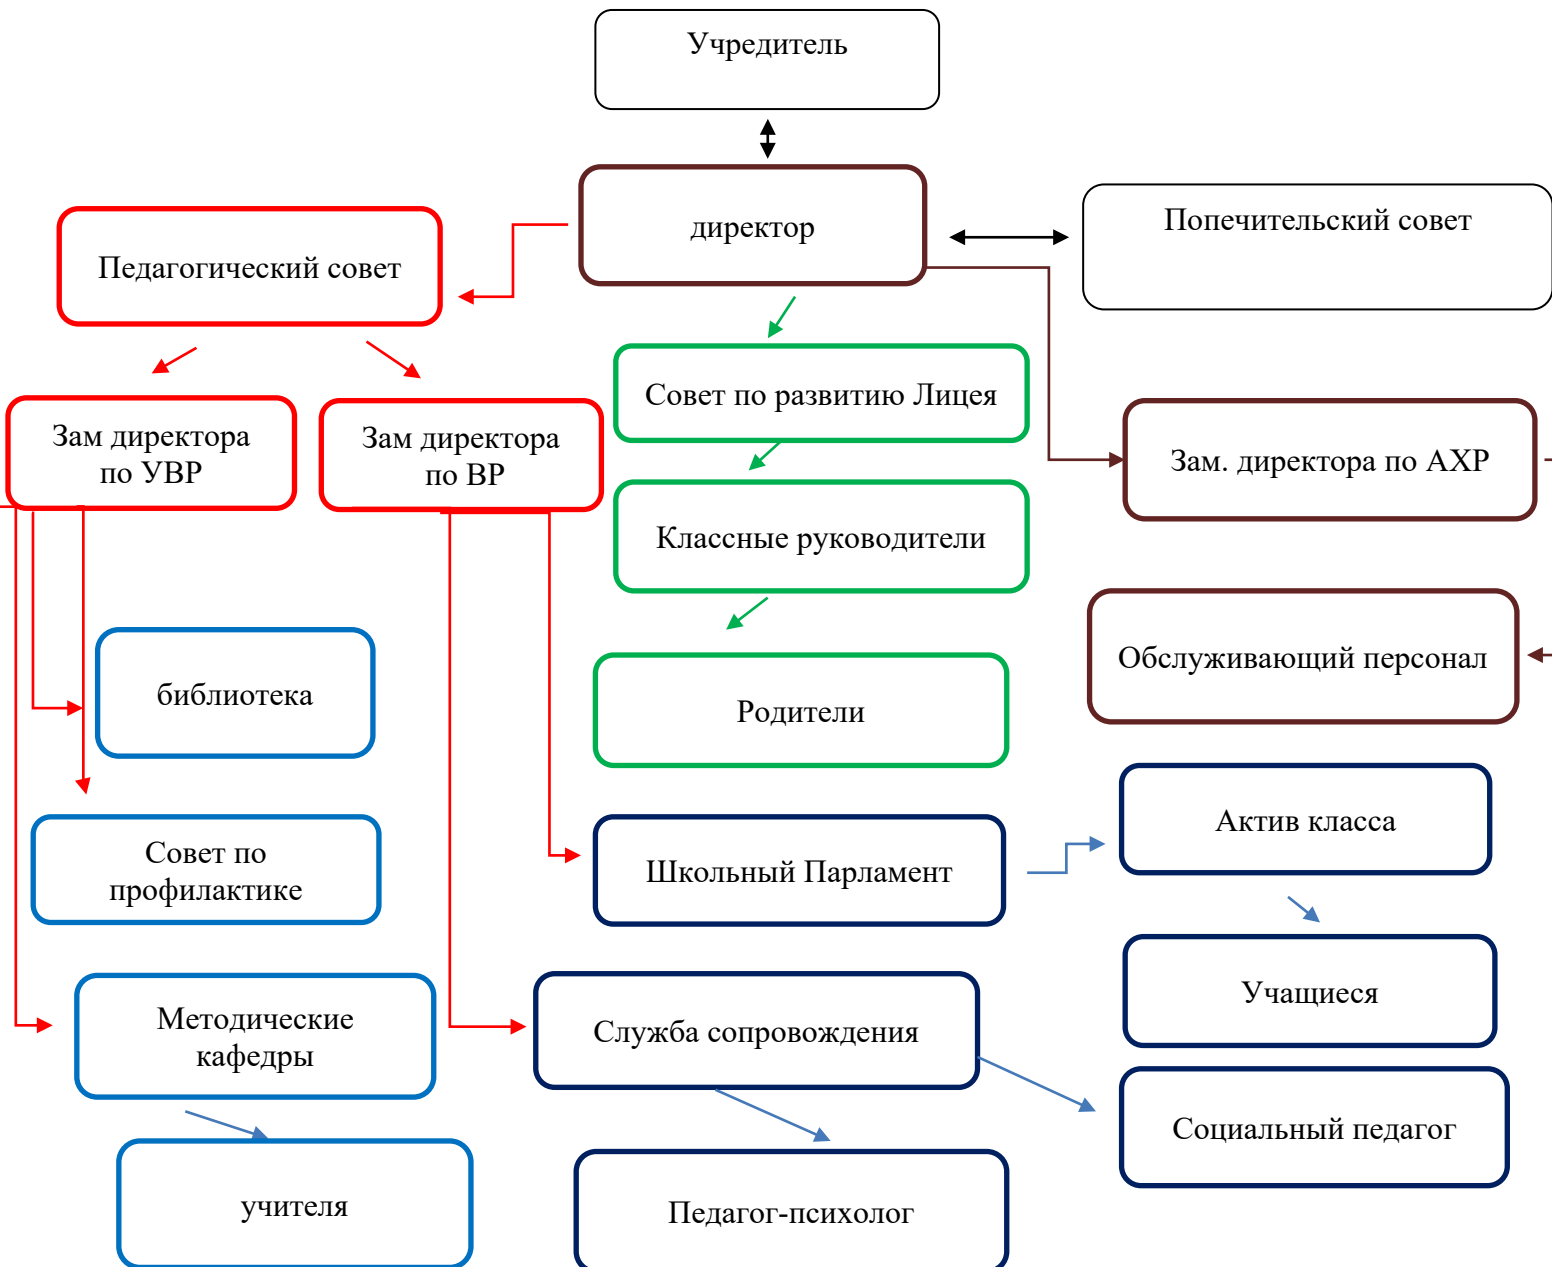 Учредитель
директор
Попечительский совет
Педагогический совет
Совет по развитию Лицея
Зам директора
по УВР
Зам директора
по ВР
Зам. директора по АХР
Классные руководители
Обслуживающий персонал
библиотека
Родители
Актив класса
Совет по
профилактике
Школьный Парламент
Учащиеся
Методические
кафедры
Служба сопровождения
Социальный педагог
учителя
Педагог-психолог